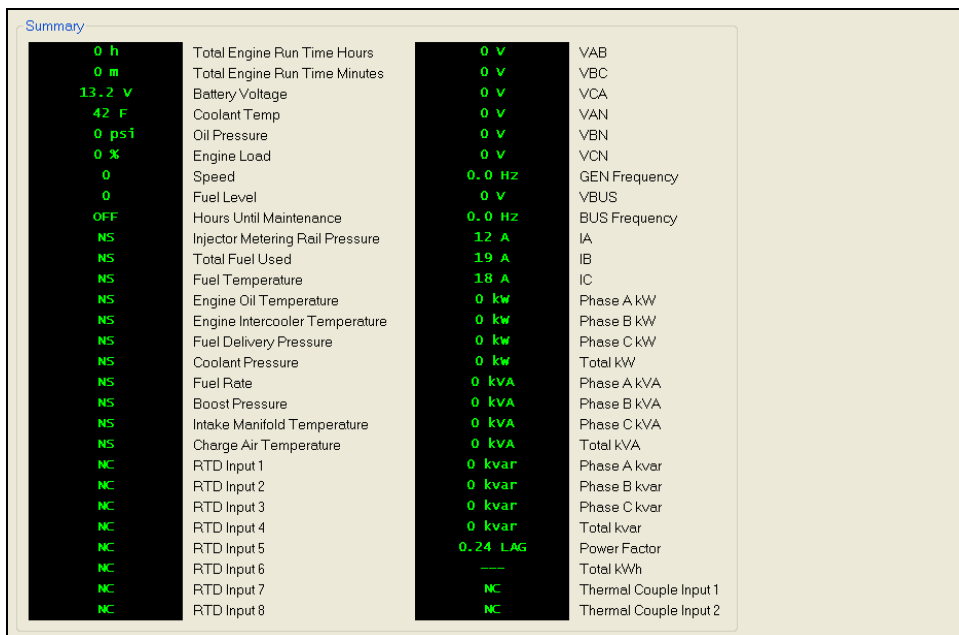 Summary
0 h Total Engine Run Time Hours 0 V VAB
0 m Total Engine Run Time Minutes 0 V VBC
13.2 V Battery Voltage 0 V VCA
42 F Coolant Temp 0 V VAN
0 psi Oil Pressure 0 V VBN
0 % Engine Load 0 V VCN
0 Speed 0.0 Hz GEN Frequency
0 Fuel Level 0 V VBUS
OFF Hours Until Maintenance 0.0 Hz BUS Frequency
NS Injector Metering Rail Pressure 12 A IA
NS Total Fuel Used 19 A IB
NS Fuel Temperature 18 A IC
NS Engine Oil Temperature 0 kW Phase A kW
NS Engine Intercooler Temperature 0 kW Phase B kW
NS Fuel Delivery Pressure 0 kW Phase C kW
NS Coolant Pressure 0 kW Total kW
NS Fuel Rate 0 kVA Phase A kVA
NS Boost Pressure 0 kVA Phase B kVA
NS Intake Manifold Temperature 0 kVA Phase C kVA
NS Charge Air Temperature 0 kVA Total kVA
NC RTD Input 1 0 kvar Phase A kvar
NC RTD Input 2 0 kvar Phase B kvar
NC RTD Input 3 0 kvar Phase C kvar
NC RTD Input 4 0 kvar Total kvar
NC RTD Input 5 0.24 LAG Power Factor
NC RTD Input 6 --- Total kWh
NC RTD Input 7 NC Thermal Couple Input 1
NC RTD Input 8 NC Thermal Couple Input 2